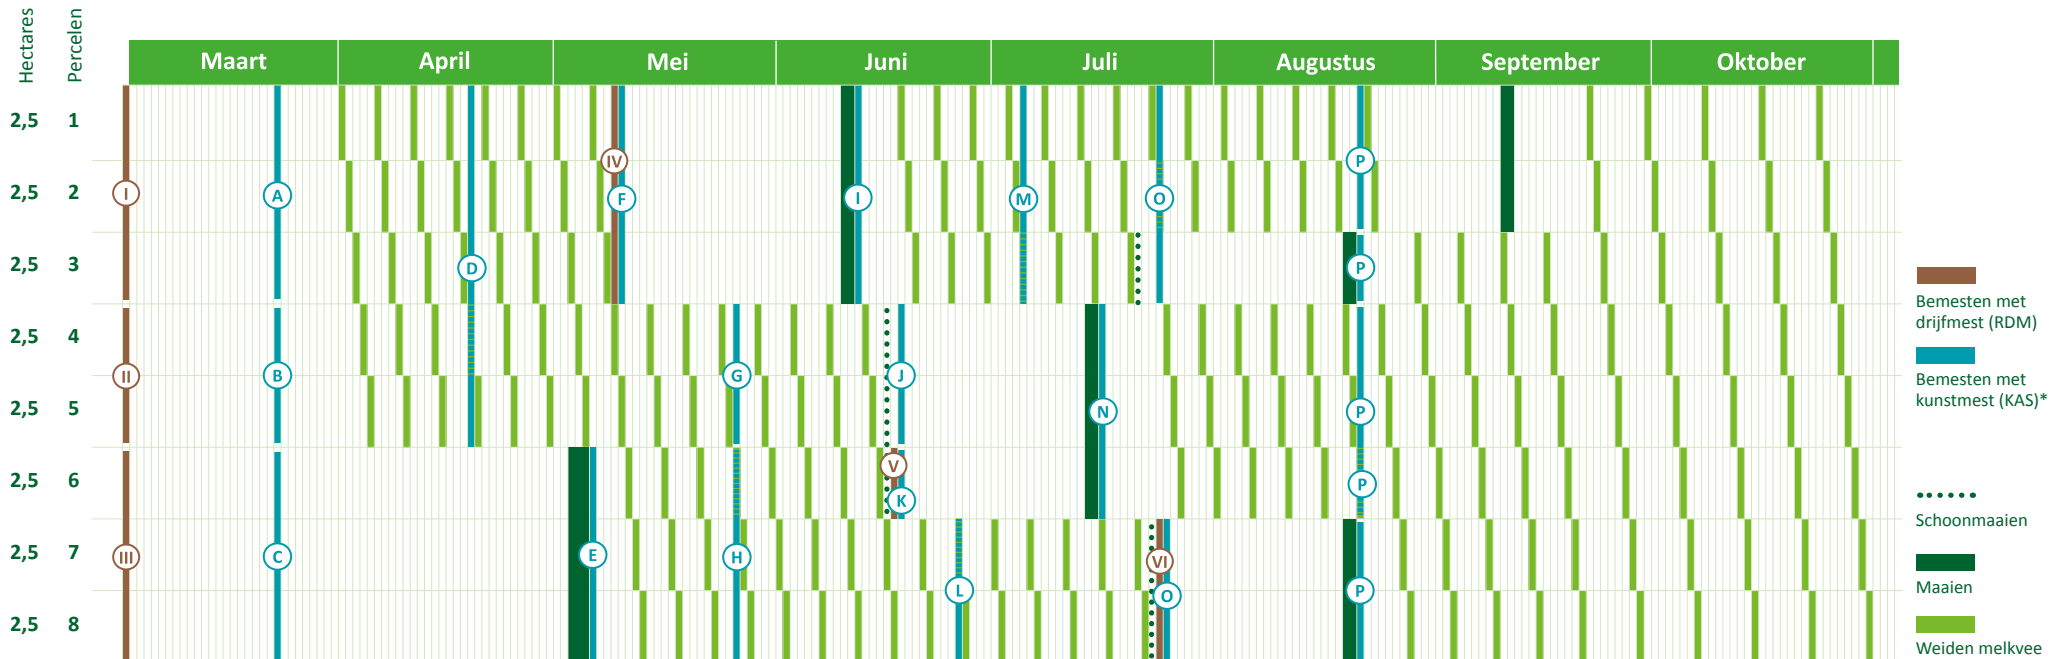 Hectares Percelen
Maart April Mei Juni Juli Augustus September Oktober
2,5 1
IV P
2,5 2
I A F I M O
2,5 3
D P
2,5 4
II B G J
2,5 5
N P
V
2,5 6
K P
2,5 7
III C E H VI
L O P
2,5 8
Bemesten met
drijfmest (RDM)
Bemesten met
kunstmest (KAS)*
Schoonmaaien
Maaien
Weiden melkvee